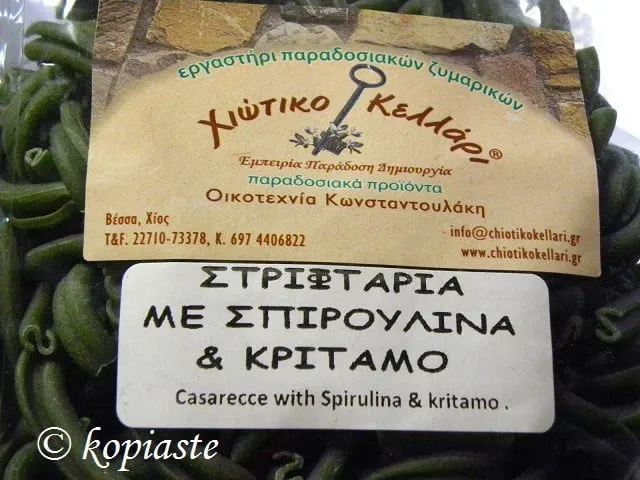 εργαστήρι παραδοσιακών ζυμαρικών
Χιώτικο Κελλάρι®
Εμπειρία Παράδοση Δημιουργία
παραδοσιακά προϊόντα
Οικοτεχνία Κωνσταντουλάκη
Βέσσα, Χίος
T&F. 22710-73378, Κ. 697 4406822
info@chiotikokellari.gr
www.chiotikokellari.gr
ΣΤΡΙΦΤΑΡΙΑ
ΜΕ ΣΠΙΡΟΥΛΙΝΑ
& ΚΡΙΤΑΜΟ
Casarecce with Spirulina & kritamo .
© kopiaste